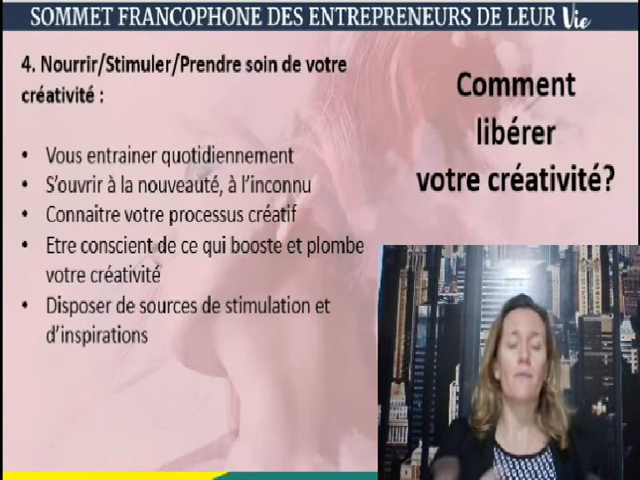 SOMMET FRANCOPHONE DES ENTREPRENEURS DE LEUR Vie
4. Nourrir/Stimuler/Prendre soin de votre
créativité :
• Vous entrainer quotidiennement
• S'ouvrir à la nouveauté, à l'inconnu
• Connaitre votre processus créatif
• Etre conscient de ce qui booste et plombe
votre créativité
• Disposer de sources de stimulation et
d'inspirations
Comment
libérer
votre créativité?